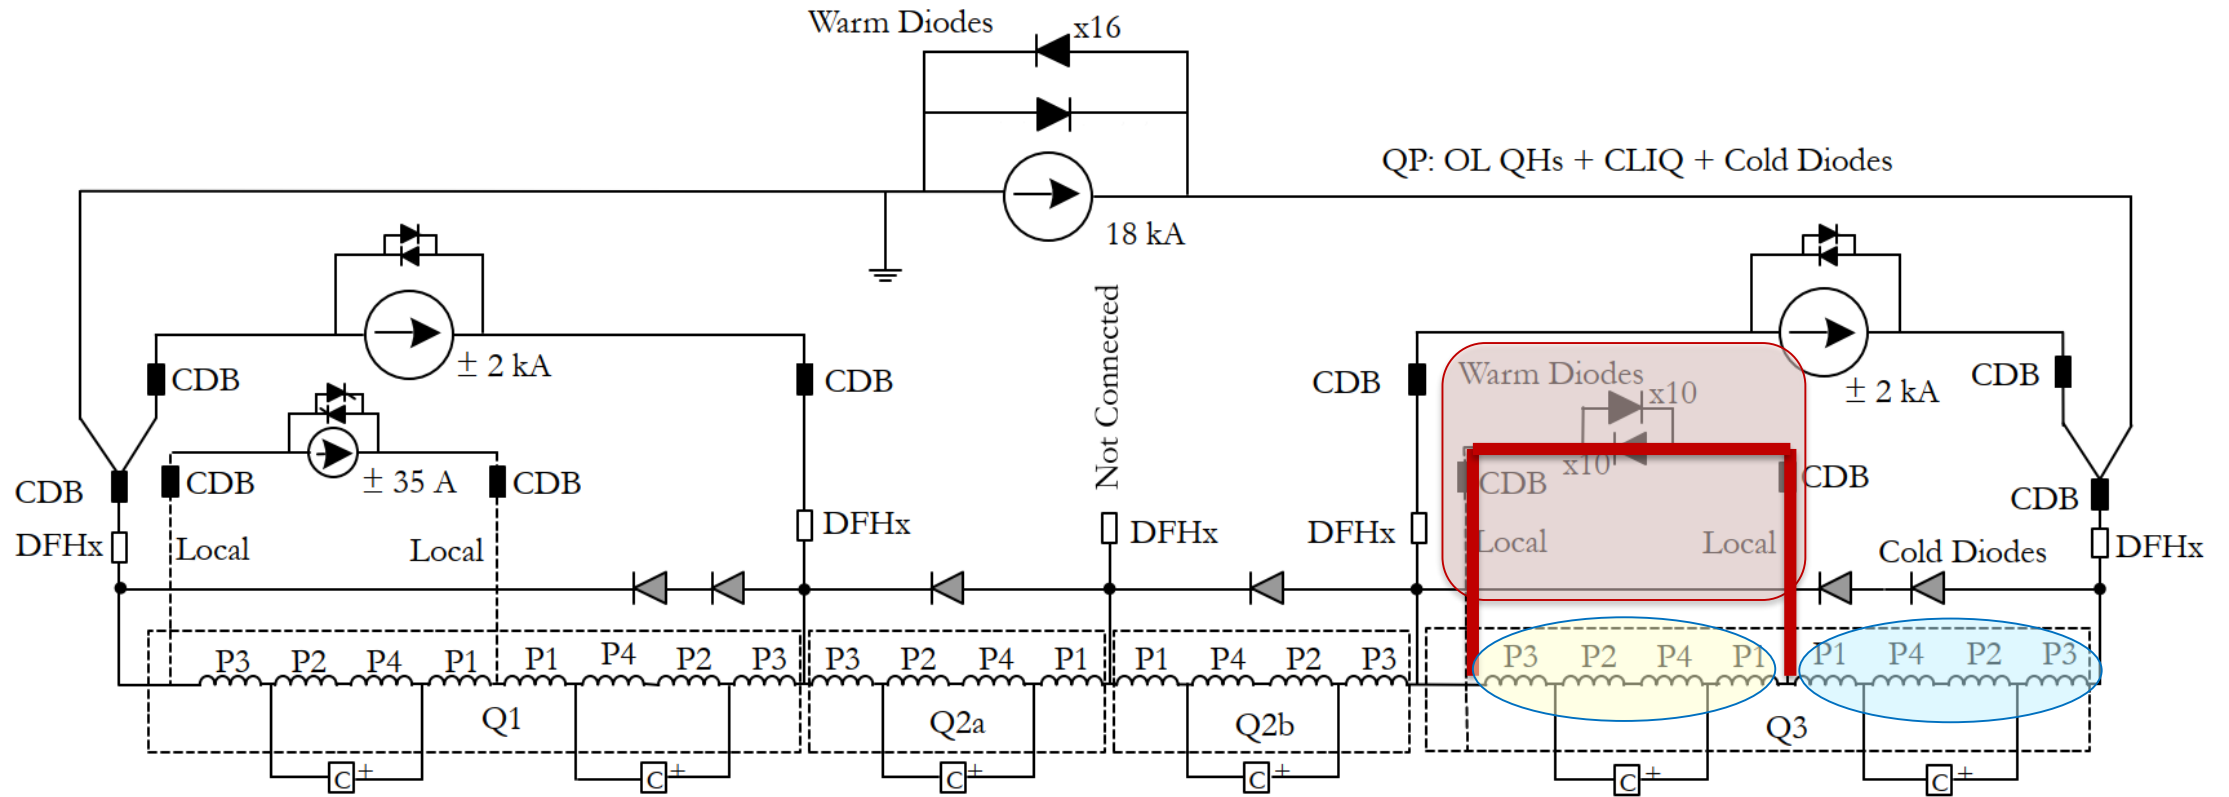 Warm Diodes
x16
QP: OL QHs + CLIQ + Cold Diodes
18 kA
± 2 kA
± 2 kA
Not Connected
CDB
CDB
CDB
CDB
Warm Diodes
x10
x10
± 35 A
CDB
CDB
CDB
CDB
CDB
CDB
DFHx
DFHx
DFHx
DFHx
DFHx
Local
Local
Local
Local
Cold Diodes
P3 P2 P4 P1 P1 P4 P2 P3 P3 P2 P4 P1 P1 P4 P2 P3 P3 P2 P4 P1 P1 P4 P2 P3
Q1
Q2a
Q2b
Q3
C +
C +
C +
C +
C +
C +